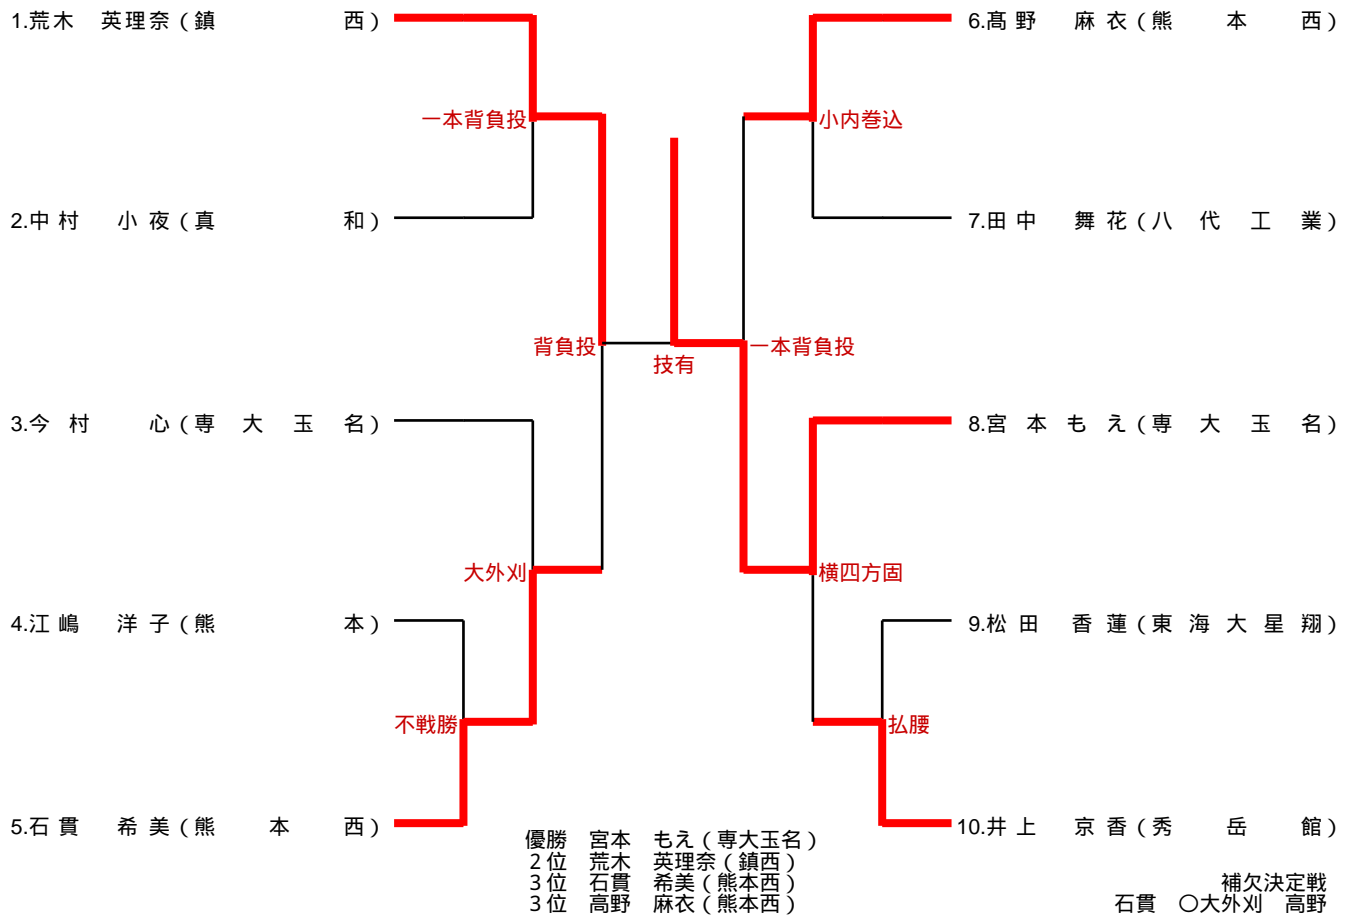 1.荒木 英理奈(鎮西)
6.髙野 麻衣(熊本西)
一本背負投
小内巻込
2.中村 小夜(真和)
7.田中 舞花(八代工業)
背負投
技有
一本背負投
3.今村 心(専大玉名)
8.宮本もえ(専大玉名)
大外刈
横四方固
4.江嶋 洋子(熊本)
9.松田 香蓮(東海大星翔)
不戦勝
払腰
5.石貫 希美(熊本西)
10.井上 京香(秀岳館)
優勝 宮本 もえ(専大玉名)
2位 荒木 英理奈(鎮西)
3位 石貫 希美(熊本西)
3位 高野 麻衣(熊本西)
補欠決定戦
石貫 〇大外刈 高野